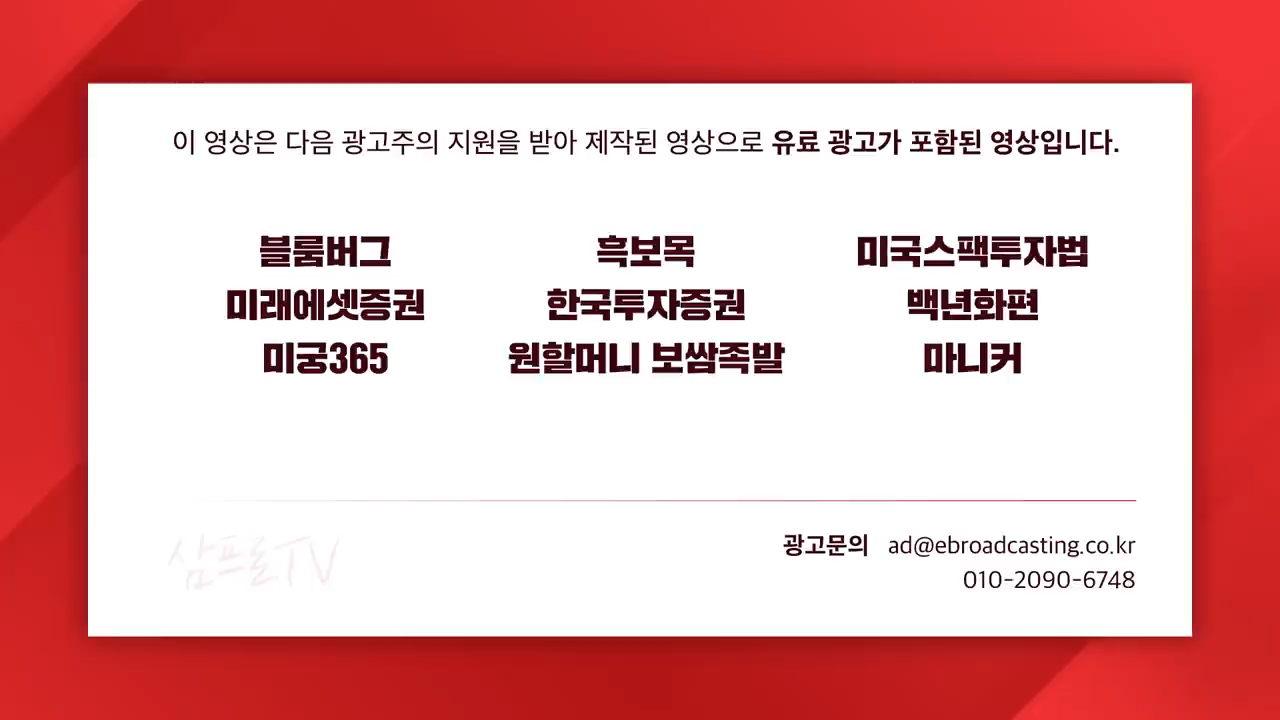 이 영상은 다음 광고주의 지원을 받아 제작된 영상으로 유료 광고가 포함된 영상입니다.
블룸버그 흑보목 미국스팩투자법
미래에셋증권 한국투자증권 백년화편
미궁365 원할머니 보쌈족발 마니커
삼프로TV
광고문의 ad@ebroadcasting.co.kr
010-2090-6748